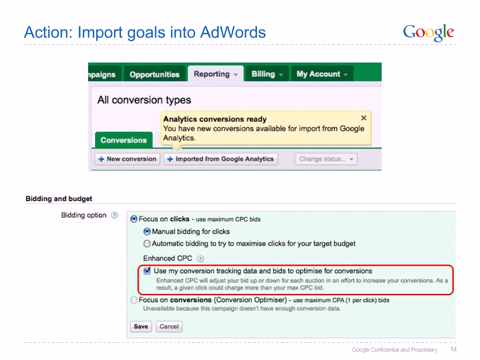 Action: Import goals into AdWords
Google
paigns Opportunities Reporting Billing My Account
All conversion types
Analytics conversions ready
You have new conversions available for import from Google
Analytics.
Conversions
+ New conversion + Imported from Google Analytics Change status...
Bidding and budget
Bidding option ? Focus on clicks - use maximum CPC bids
Manual bidding for clicks
Automatic bidding to try to maximise clicks for your target budget
Enhanced CPC ?
Use my conversion tracking data and bids to optimise for conversions
Enhanced CPC will adjust your bid up or down for each auction in an effort to increase your conversions. As a
result, a given click could charge more than your max CPC bid.
Focus on conversions (Conversion Optimiser) - use maximum CPA (1 per click) bids
Unavailable because this campaign doesn't have enough conversion data.
Save Cancel
Google Confidential and Proprietary 14